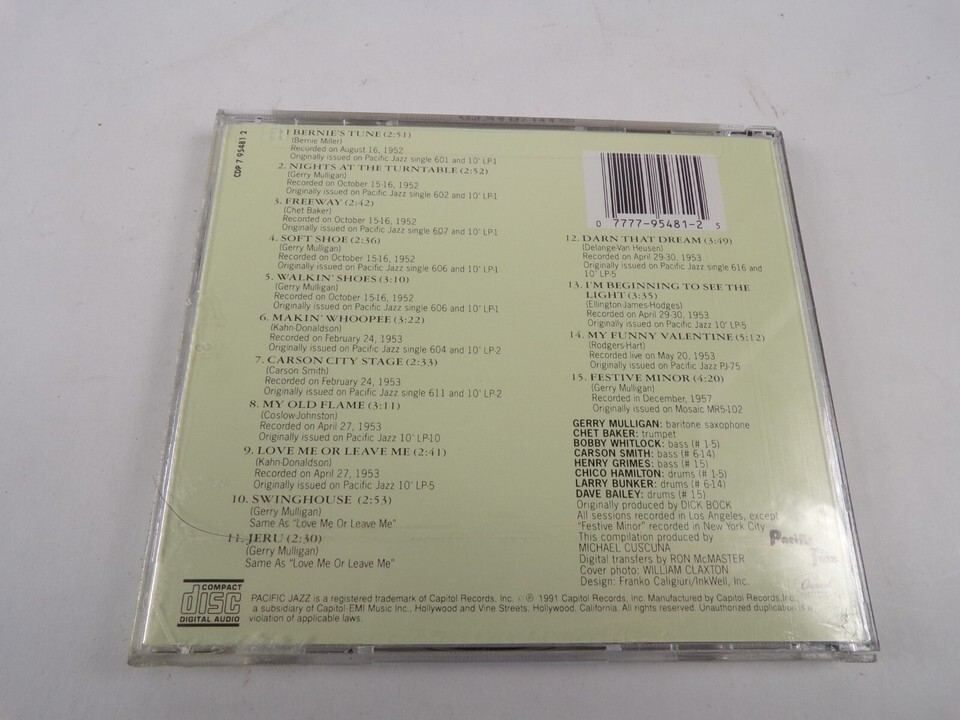 CDP 7 95481 2
1 BERNIE'S TUNE (2:51)
(Bernie Miller)
Recorded on August 16, 1952
Originally issued on Pacific Jazz single 601 and 10" LP-1
2. NIGHTS AT THE TURNTABLE (2:52)
(Gerry Mulligan)
Recorded on October 15-16, 1952
Originally issued on Pacific Jazz single 602 and 10" LP-1
3. FREEWAY (2:42)
(Chet Baker)
Recorded on October 15-16, 1952
Originally issued on Pacific Jazz single 607 and 10" LP-1
4. SOFT SHOE (2:36)
(Gerry Mulligan)
Recorded on October 15-16, 1952
Originally issued on Pacific Jazz single 606 and 10" LP-1
5. WALKIN' SHOES (3:10)
(Gerry Mulligan)
Recorded on October 15-16, 1952
Originally issued on Pacific Jazz single 606 and 10" LP-1
6. MAKIN' WHOOPEE (3:22)
(Kahn-Donaldson)
Recorded on February 24, 1953
Originally issued on Pacific Jazz single 604 and 10" LP-2
7. CARSON CITY STAGE (2:33)
(Carson Smith)
Recorded on February 24, 1953
Originally issued on Pacific Jazz single 611 and 10" LP-2
8. MY OLD FLAME (3:11)
(Coslow-Johnston)
Recorded on April 27, 1953
Originally issued on Pacific Jazz 10" LP-10
9. LOVE ME OR LEAVE ME (2:41)
(Kahn-Donaldson)
Recorded on April 27, 1953
Originally issued on Pacific Jazz 10" LP-5
10. SWINGHOUSE (2:53)
(Gerry Mulligan)
Same As "Love Me Or Leave Me"
11. JERU (2:30)
(Gerry Mulligan)
Same As "Love Me Or Leave Me"
0 7777-95481-2 5
12. DARN THAT DREAM (3:49)
(Delange-Van Heusen)
Recorded on April 29-30, 1953
Originally issued on Pacific Jazz single 616 and
10" LP-5
13. I'M BEGINNING TO SEE THE
LIGHT (3:35)
(Ellington-James-Hodges)
Recorded on April 29-30, 1953
Originally issued on Pacific Jazz 10" LP-5
14. MY FUNNY VALENTINE (5:12)
(Rodgers-Hart)
Recorded live on May 20, 1953
Originally issued on Pacific Jazz PJ-75
15. FESTIVE MINOR (4:20)
(Gerry Mulligan)
Recorded in December, 1957
Originally issued on Mosaic MR5-102
GERRY MULLIGAN: baritone saxophone
CHET BAKER: trumpet
BOBBY WHITLOCK: bass (# 1-5)
CARSON SMITH: bass (# 6-14)
HENRY GRIMES: bass (# 15)
CHICO HAMILTON: drums (# 1-5)
LARRY BUNKER: drums (# 6-14)
DAVE BAILEY: drums (# 15)
Originally produced by DICK BOCK
All sessions recorded in Los Angeles, except
"Festive Minor" recorded in New York City
This compilation produced by
MICHAEL CUSCUNA
Digital transfers by RON McMASTER
Cover photo: WILLIAM CLAXTON
Design: Franko Caligiuri/InkWell, Inc.
Pacific
Jazz
COMPACT
disc
DIGITAL AUDIO
PACIFIC JAZZ is a registered trademark of Capitol Records, Inc. © ℗ 1991 Capitol Records, Inc. Manufactured by Capitol Records, Inc.
a subsidiary of Capitol-EMI Music Inc., Hollywood and Vine Streets, Hollywood, California. All rights reserved. Unauthorized duplication is a
violation of applicable laws.